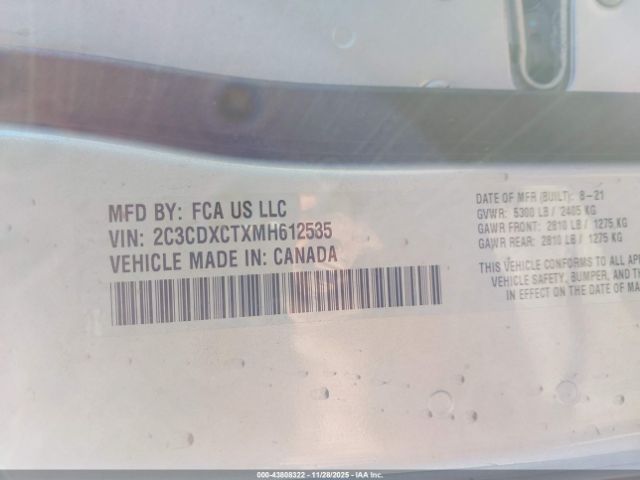 MFD BY: FCA US LLC
VIN: 2C3CDXCTXMH612535
VEHICLE MADE IN: CANADA
DATE OF MFR (BUILT): 8-21
GVWR: 5300 LB / 2405 KG
GAWR FRONT: 2810 LB / 1275 KG
GAWR REAR: 2810 LB / 1275 KG
THIS VEHICLE CONFORMS TO ALL AP
VEHICLE SAFETY, BUMPER, AND TH
IN EFFECT ON THE DATE OF MA
000-43808322 - 11/28/2025 - IAA, Inc.